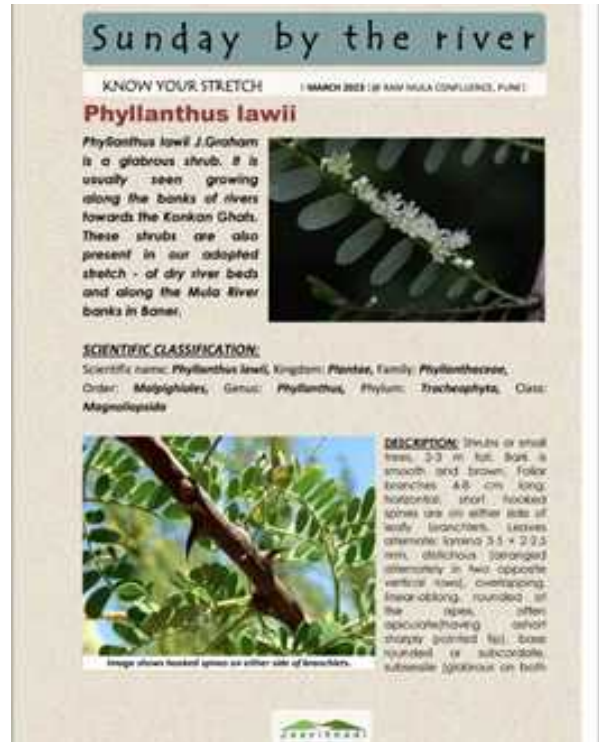 Sunday by the river
KNOW YOUR STRETCH
MARCH 2023 (@ RAM MULA CONFLUENCE, PUNE)
Phyllanthus lawii
Phyllanthus lawii J.Graham
is a glabrous shrub. It is
usually seen growing
along the banks of rivers
towards the Konkan Ghats.
These shrubs are also
present in our adopted
stretch - of dry river beds
and along the Mula River
banks in Baner.
SCIENTIFIC CLASSIFICATION:
Scientific name: Phyllanthus lawii, Kingdom: Plantae, Family: Phyllanthaceae,
Order: Malpighiales, Genus: Phyllanthus, Phylum: Tracheophyta, Class:
Magnoliopsida
DESCRIPTION: Shrubs or small
trees, 2-3 m tall. Bark is
smooth and brown. Foliar
branches 4-8 cm long;
horizontal, short hooked
spines are on either side of
leafy branchlets. Leaves
alternate; lamina 3-5 × 2-2.5
mm, distichous (arranged
alternately in two opposite
vertical rows), overlapping,
linear-oblong, rounded at
the apex, often
apiculate(having ashort
sharply pointed tip), base
rounded or subcordate,
subsessile (glabrous on both
Image shows hooked spines on either side of branchlets.
jeevitnadi